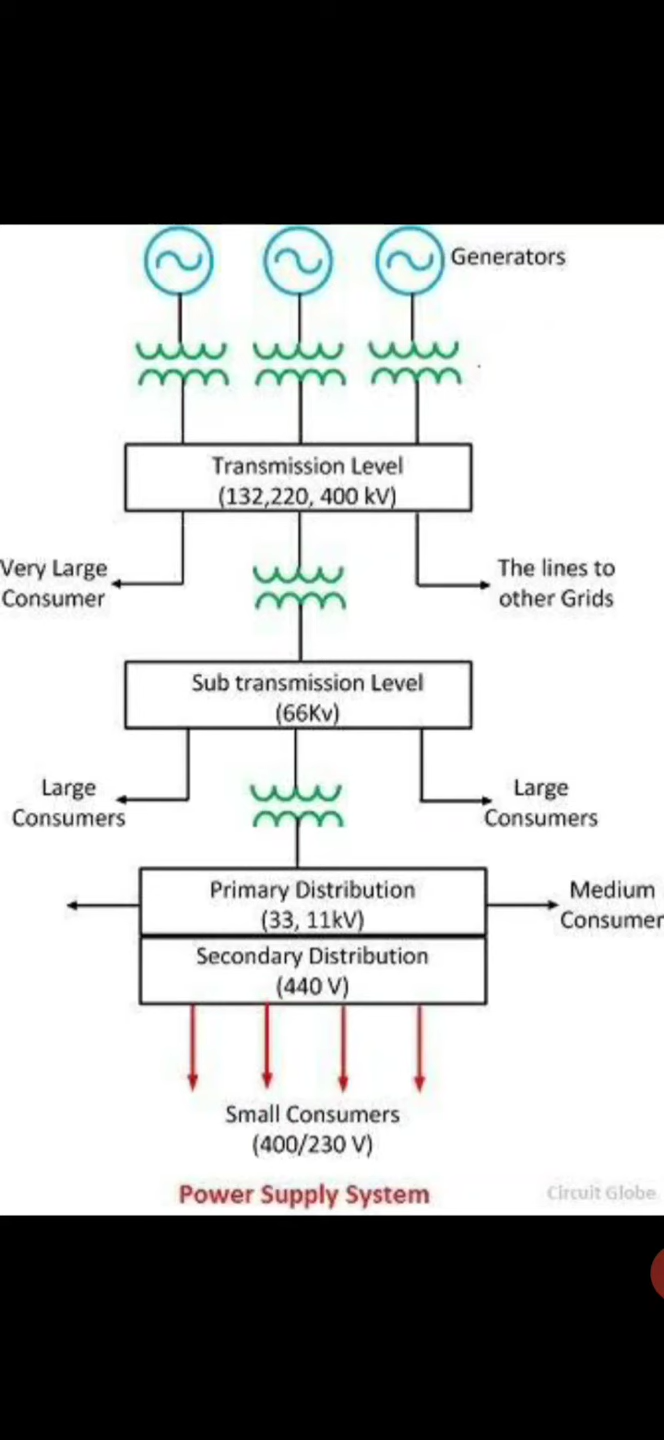 Generators
Transmission Level
(132,220, 400 kV)
Very Large
Consumer
The lines to
other Grids
Sub transmission Level
(66Kv)
Large
Consumers
Large
Consumers
Primary Distribution
(33, 11kV)
Medium
Consumer
Secondary Distribution
(440 V)
Small Consumers
(400/230 V)
Power Supply System
Circuit Globe